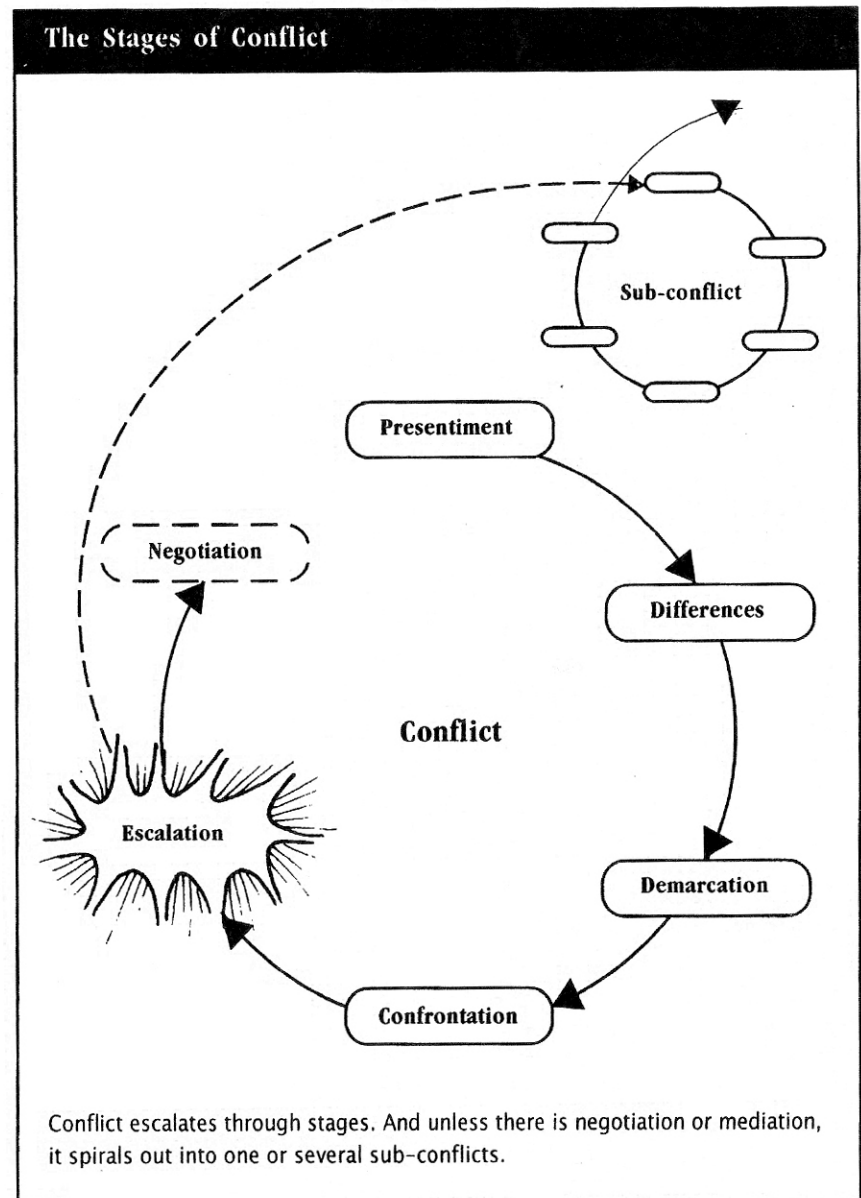 The Stages of Conflict
Sub-conflict
Presentiment
Negotiation
Differences
Conflict
Escalation
Demarcation
Confrontation
Conflict escalates through stages. And unless there is negotiation or mediation,
it spirals out into one or several sub-conflicts.